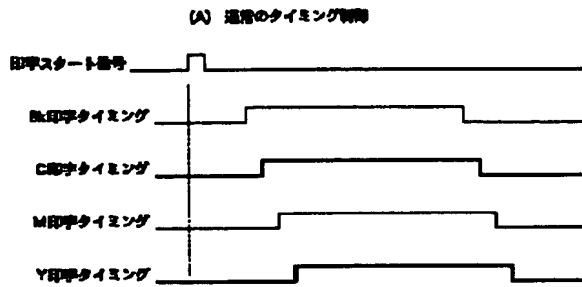 (A) 通常のタイミング制御
印字スタート信号
Bk印字タイミング
C印字タイミング
M印字タイミング
Y印字タイミング